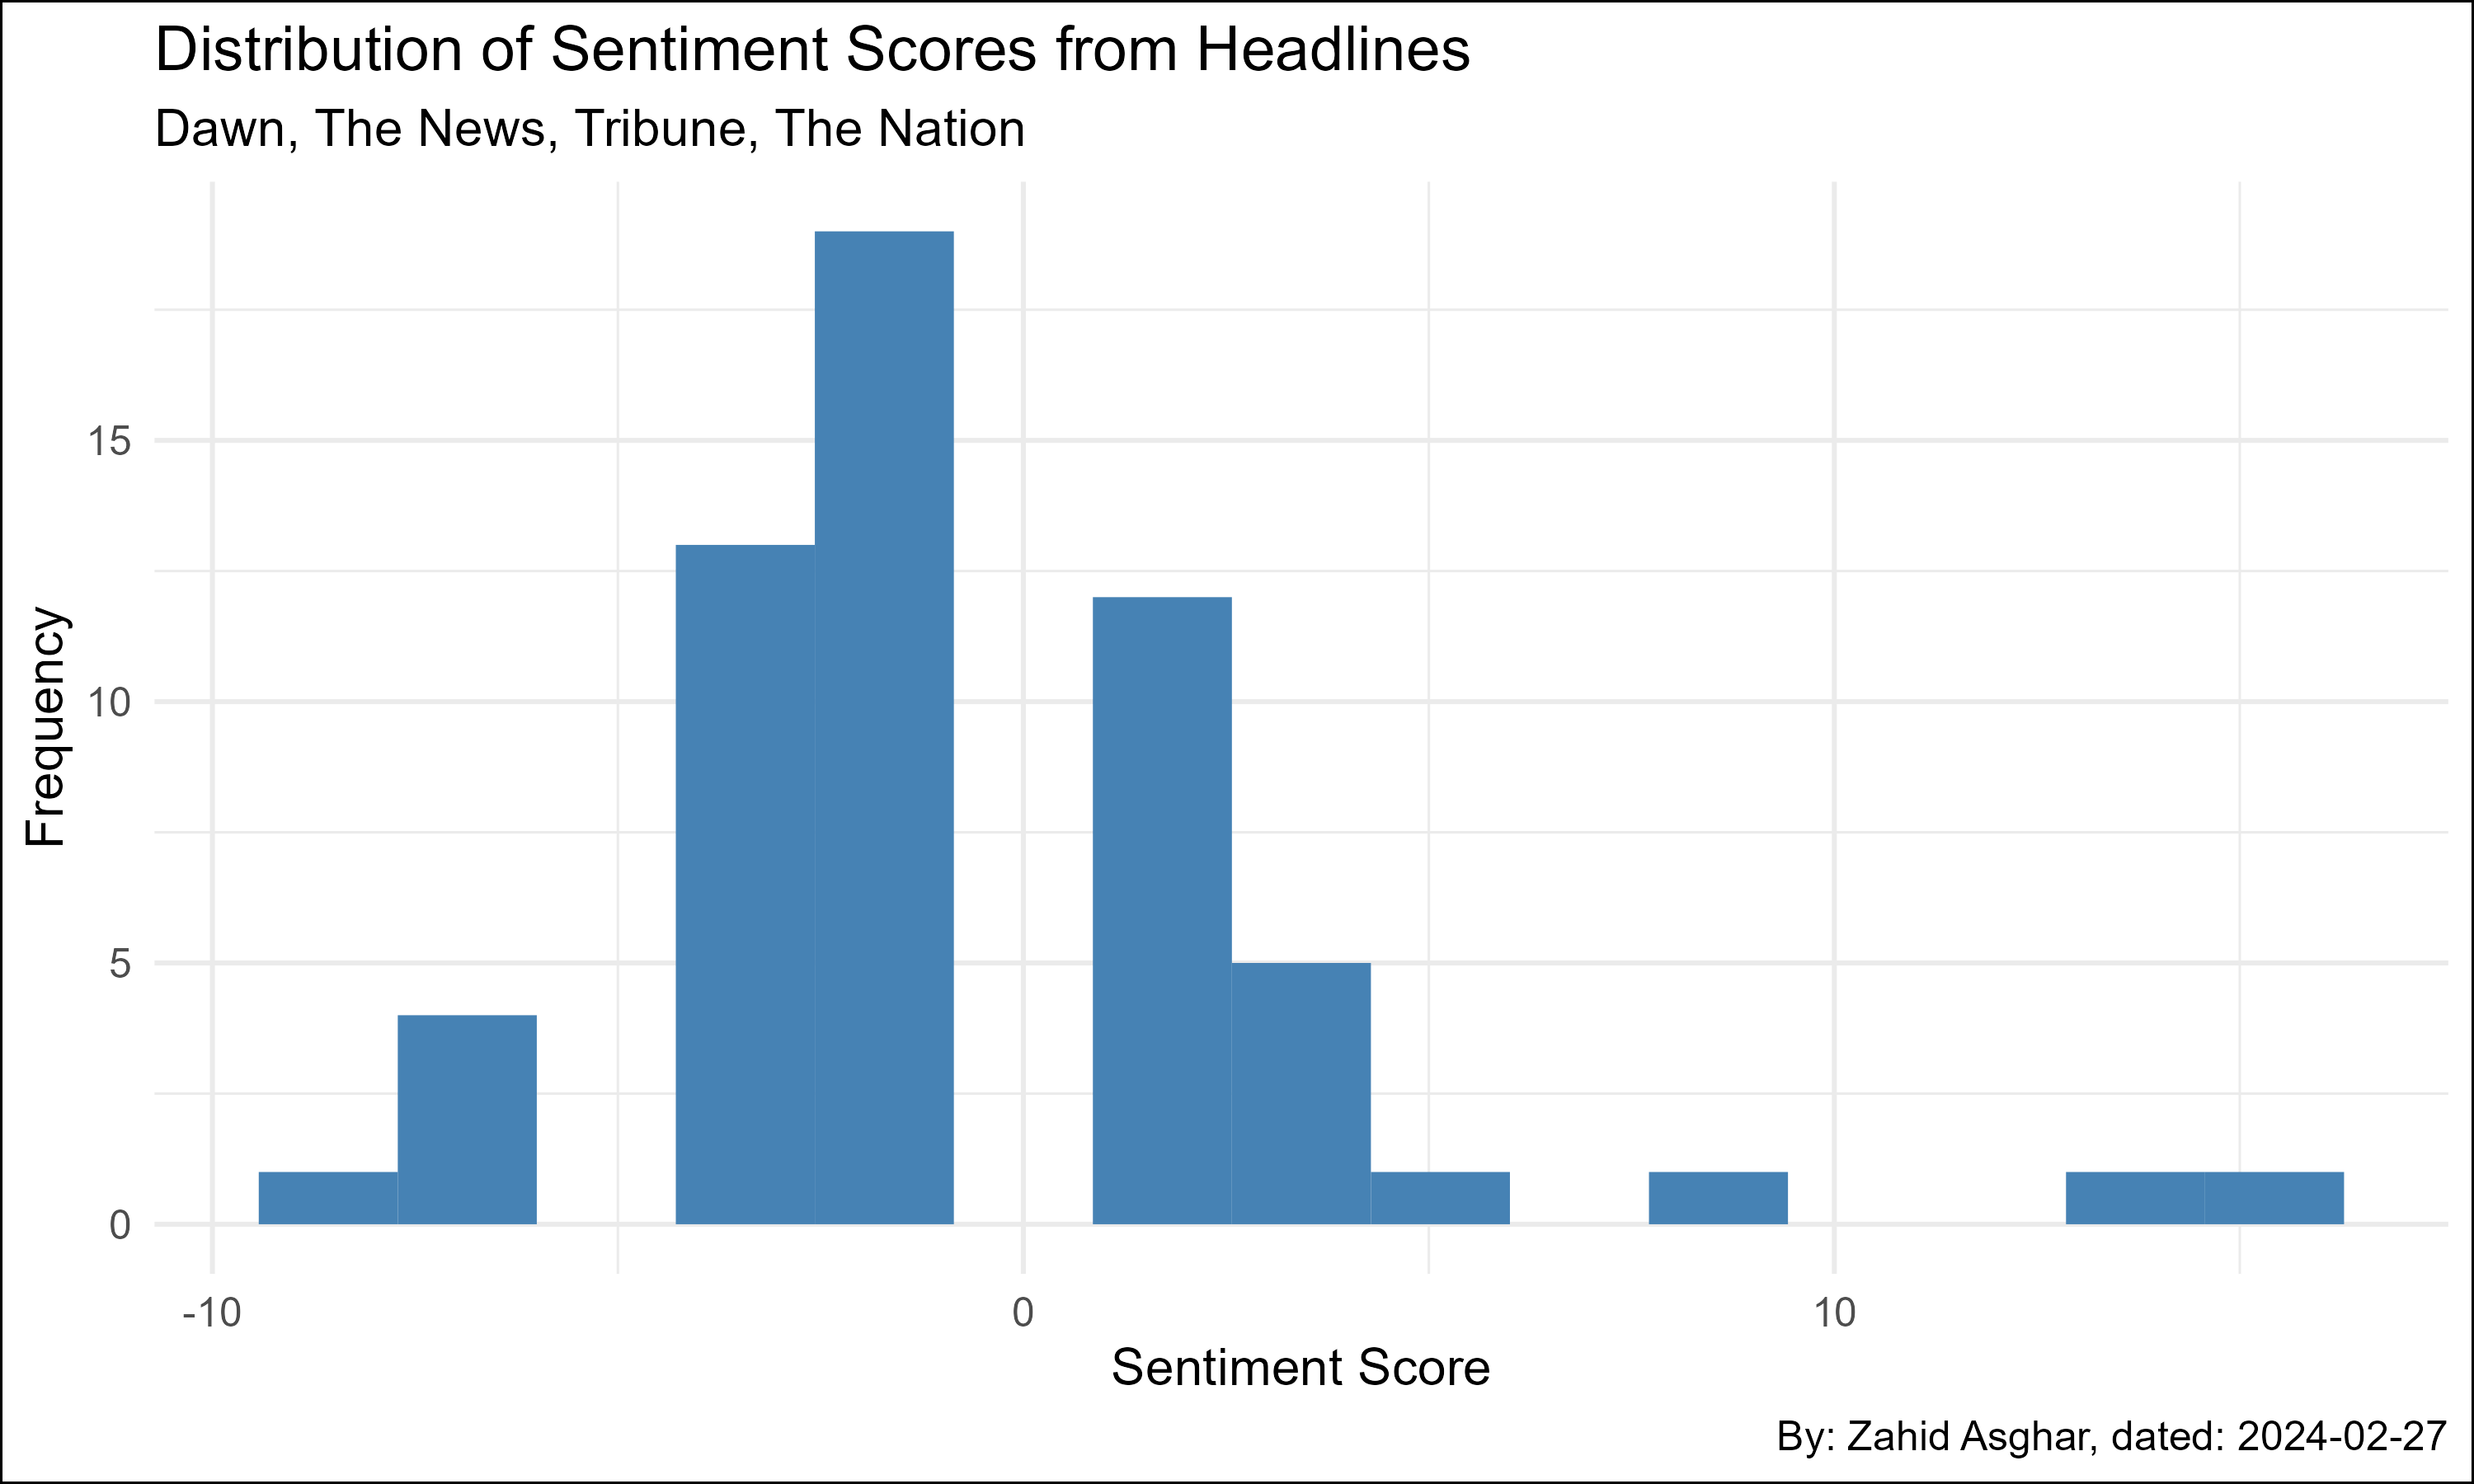 Distribution of Sentiment Scores from Headlines
Dawn, The News, Tribune, The Nation
Frequency
15
10
5
0
-10
0
10
Sentiment Score
By: Zahid Asghar, dated: 2024-02-27